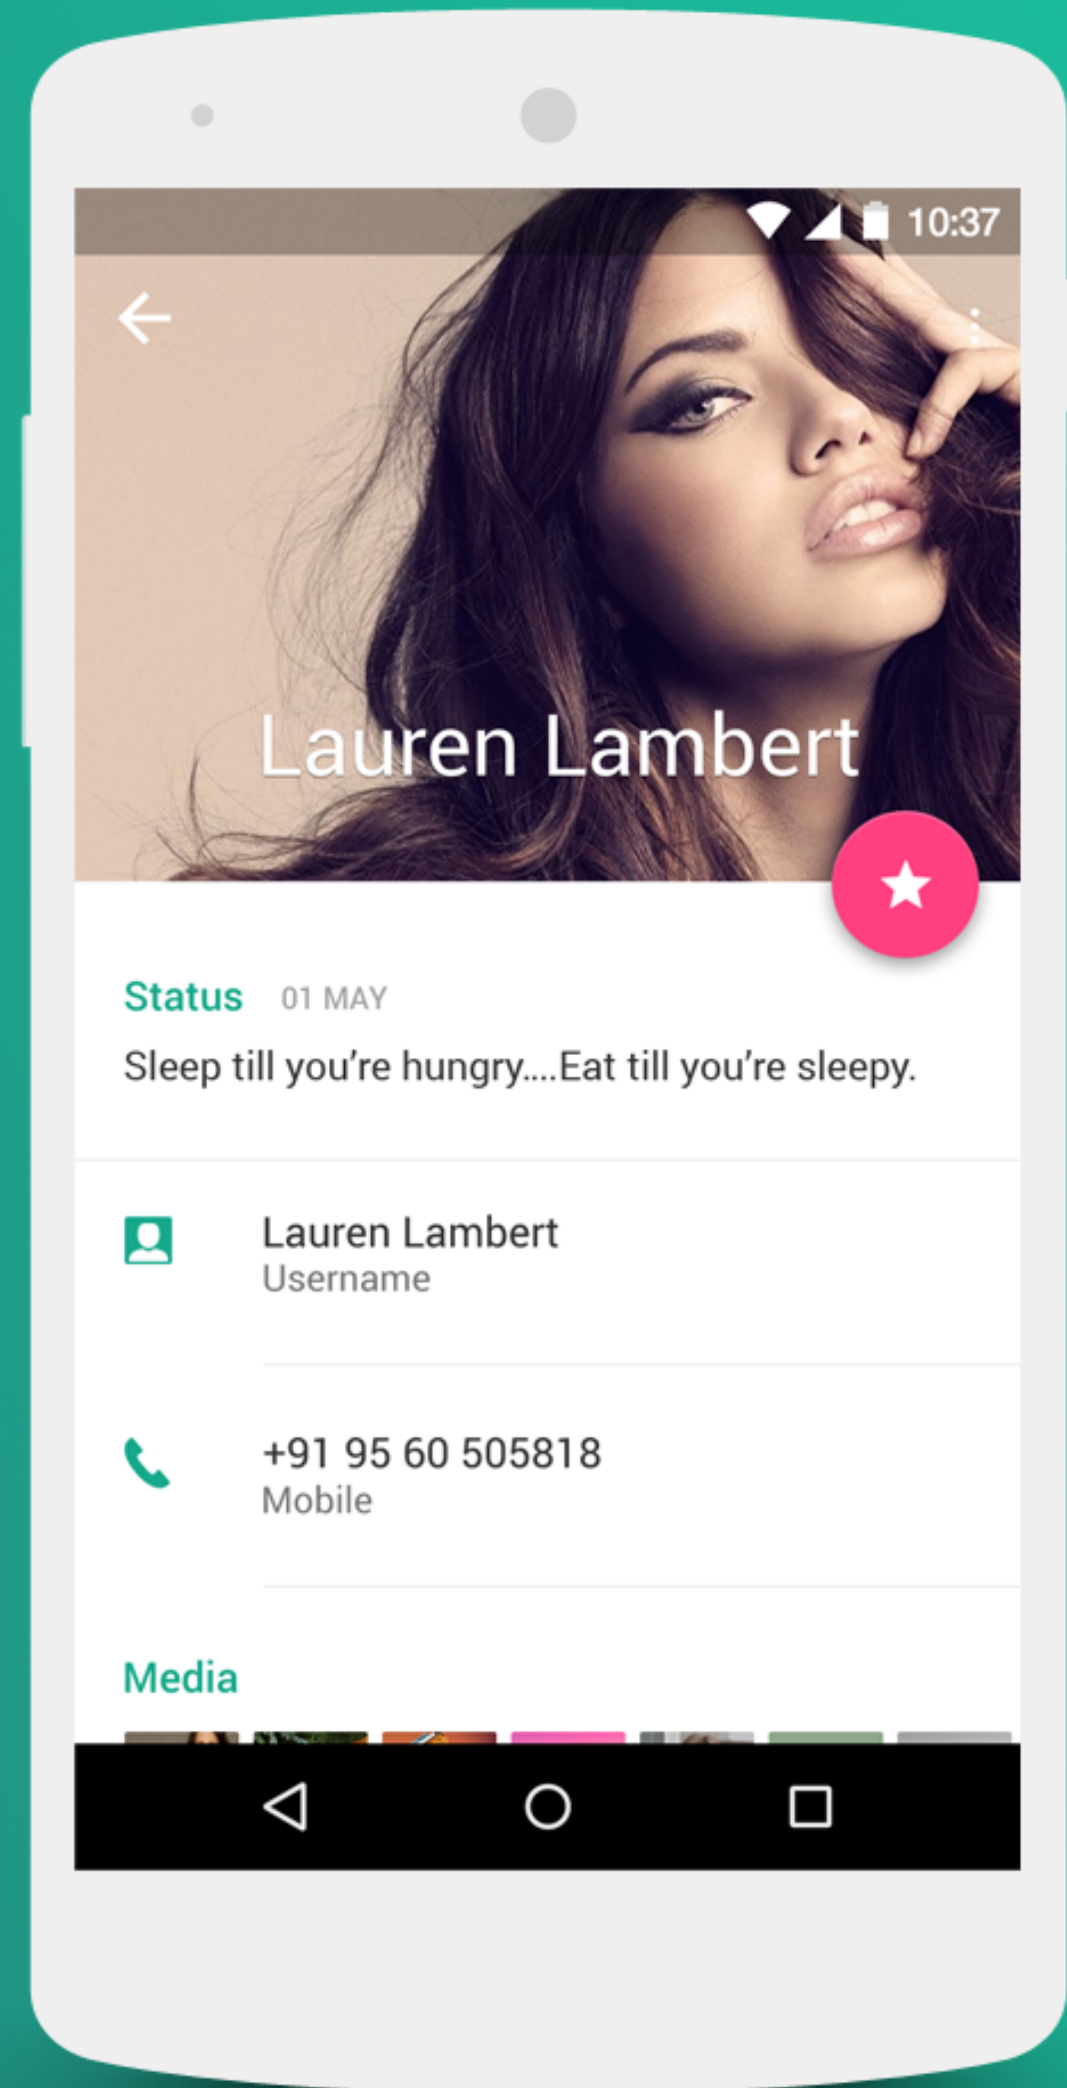 10:37
Lauren Lambert
Status 01 MAY
Sleep till you’re hungry....Eat till you’re sleepy.
Lauren Lambert
Username
+91 95 60 505818
Mobile
Media